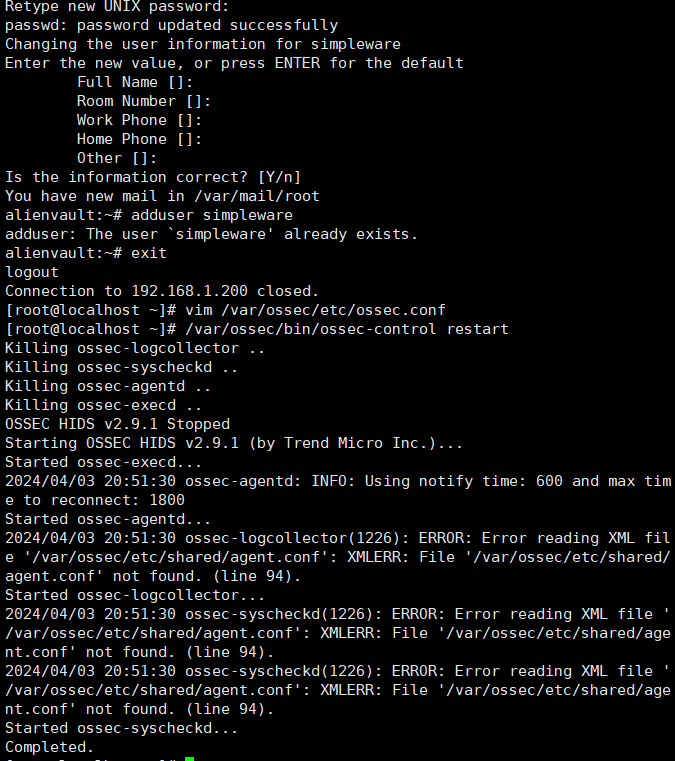 Retype new UNIX password:
passwd: password updated successfully
Changing the user information for simpleware
Enter the new value, or press ENTER for the default
        Full Name []:
        Room Number []:
        Work Phone []:
        Home Phone []:
        Other []:
Is the information correct? [Y/n]
You have new mail in /var/mail/root
alienvault:~# adduser simpleware
adduser: The user `simpleware' already exists.
alienvault:~# exit
logout
Connection to 192.168.1.200 closed.
[root@localhost ~]# vim /var/ossec/etc/ossec.conf
[root@localhost ~]# /var/ossec/bin/ossec-control restart
Killing ossec-logcollector ..
Killing ossec-syscheckd ..
Killing ossec-agentd ..
Killing ossec-execd ..
OSSEC HIDS v2.9.1 Stopped
Starting OSSEC HIDS v2.9.1 (by Trend Micro Inc.)...
Started ossec-execd...
2024/04/03 20:51:30 ossec-agentd: INFO: Using notify time: 600 and max tim
e to reconnect: 1800
Started ossec-agentd...
2024/04/03 20:51:30 ossec-logcollector(1226): ERROR: Error reading XML fil
e '/var/ossec/etc/shared/agent.conf': XMLERR: File '/var/ossec/etc/shared/
agent.conf' not found. (line 94).
Started ossec-logcollector...
2024/04/03 20:51:30 ossec-syscheckd(1226): ERROR: Error reading XML file '
/var/ossec/etc/shared/agent.conf': XMLERR: File '/var/ossec/etc/shared/age
nt.conf' not found. (line 94).
2024/04/03 20:51:30 ossec-syscheckd(1226): ERROR: Error reading XML file '
/var/ossec/etc/shared/agent.conf': XMLERR: File '/var/ossec/etc/shared/age
nt.conf' not found. (line 94).
Started ossec-syscheckd...
Completed.